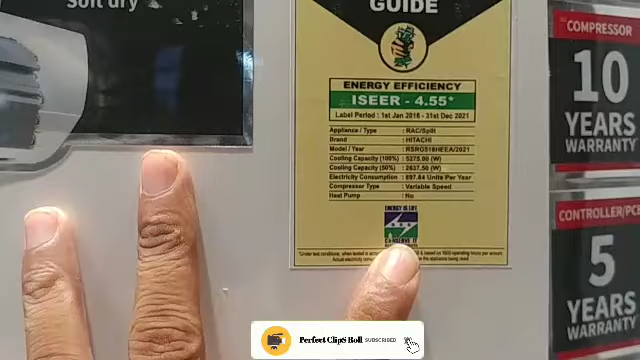 Soft dry
GUIDE
ENERGY EFFICIENCY
ISEER - 4.55*
Label Period : 1st Jan 2018 - 31st Dec 2021
Appliance / Type : RAC/Split
Brand : HITACHI
Model / Year : RSRG518HEEA/2021
Cooling Capacity (100%) : 5275.00 (W)
Cooling Capacity (50%) : 2637.50 (W)
Electricity Consumption : 897.84 Units Per Year
Compressor Type : Variable Speed
Heat Pump : No
ENERGY IS LIFE
CONSERVE IT
COMPRESSOR
10
YEARS
WARRANTY
CONTROLLER/PCB
5
YEARS
WARRANTY
Perfect ClipS Roll SUBSCRIBED